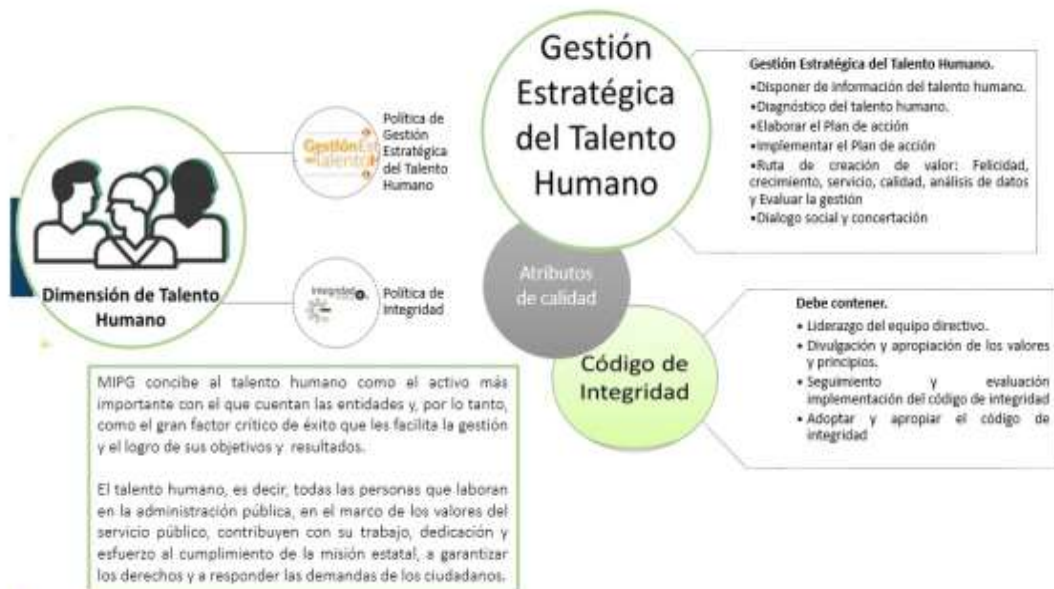 Dimensión de Talento
Humano
Gestión Est
Talento H
Política de
Gestión
Estratégica
del Talento
Humano
Integridad
Política de
Integridad
MIPG concibe al talento humano como el activo más
importante con el que cuentan las entidades y, por lo tanto,
como el gran factor crítico de éxito que les facilita la gestión
y el logro de sus objetivos y resultados.
El talento humano, es decir, todas las personas que laboran
en la administración pública, en el marco de los valores del
servicio público, contribuyen con su trabajo, dedicación y
esfuerzo al cumplimiento de la misión estatal, a garantizar
los derechos y a responder las demandas de los ciudadanos.
Gestión
Estratégica
del Talento
Humano
Atributos
de calidad
Código de
Integridad
Gestión Estratégica del Talento Humano.
•Disponer de información del talento humano.
•Diagnóstico del talento humano.
•Elaborar el Plan de acción
•Implementar el Plan de acción
•Ruta de creación de valor: Felicidad,
crecimiento, servicio, calidad, análisis de datos
y Evaluar la gestión
•Dialogo social y concertación
Debe contener.
• Liderazgo del equipo directivo.
• Divulgación y apropiación de los valores
y principios.
• Seguimiento y evaluación
implementación del código de integridad
• Adoptar y apropiar el código de
integridad